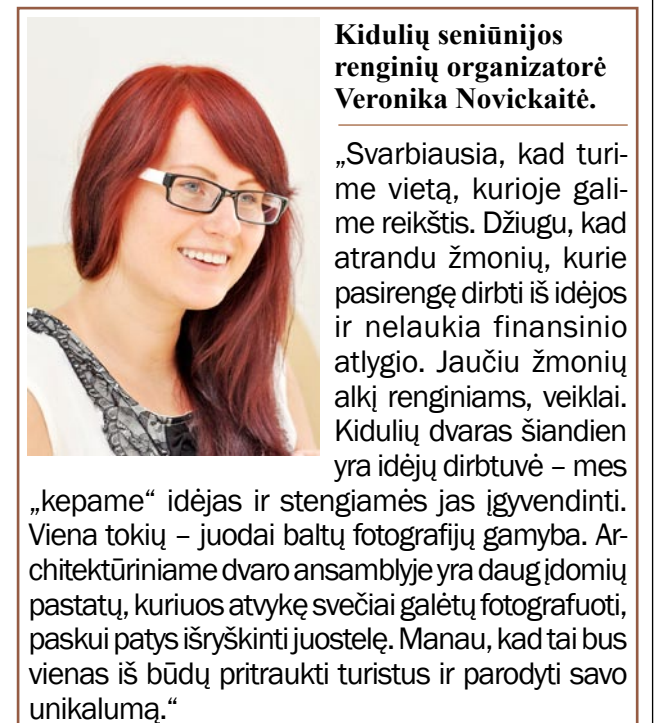 Kidulių seniūnijos
renginių organizatorė
Veronika Novickaitė.
„Svarbiausia, kad turi-
me vietą, kurioje gali-
me reikštis. Džiugu, kad
atrandu žmonių, kurie
pasirengę dirbti iš idėjos
ir nelaukia finansinio
atlygio. Jaučiu žmonių
alkį renginiams, veiklai.
Kidulių dvaras šiandien
yra idėjų dirbtuvė – mes
„kepame“ idėjas ir stengiamės jas įgyvendinti.
Viena tokių – juodai baltų fotografijų gamyba. Ar-
chitektūriniame dvaro ansamblyje yra daug įdomių
pastatų, kuriuos atvykę svečiai galėtų fotografuoti,
paskui patys išryškinti juostelę. Manau, kad tai bus
vienas iš būdų pritraukti turistus ir parodyti savo
unikalumą.“